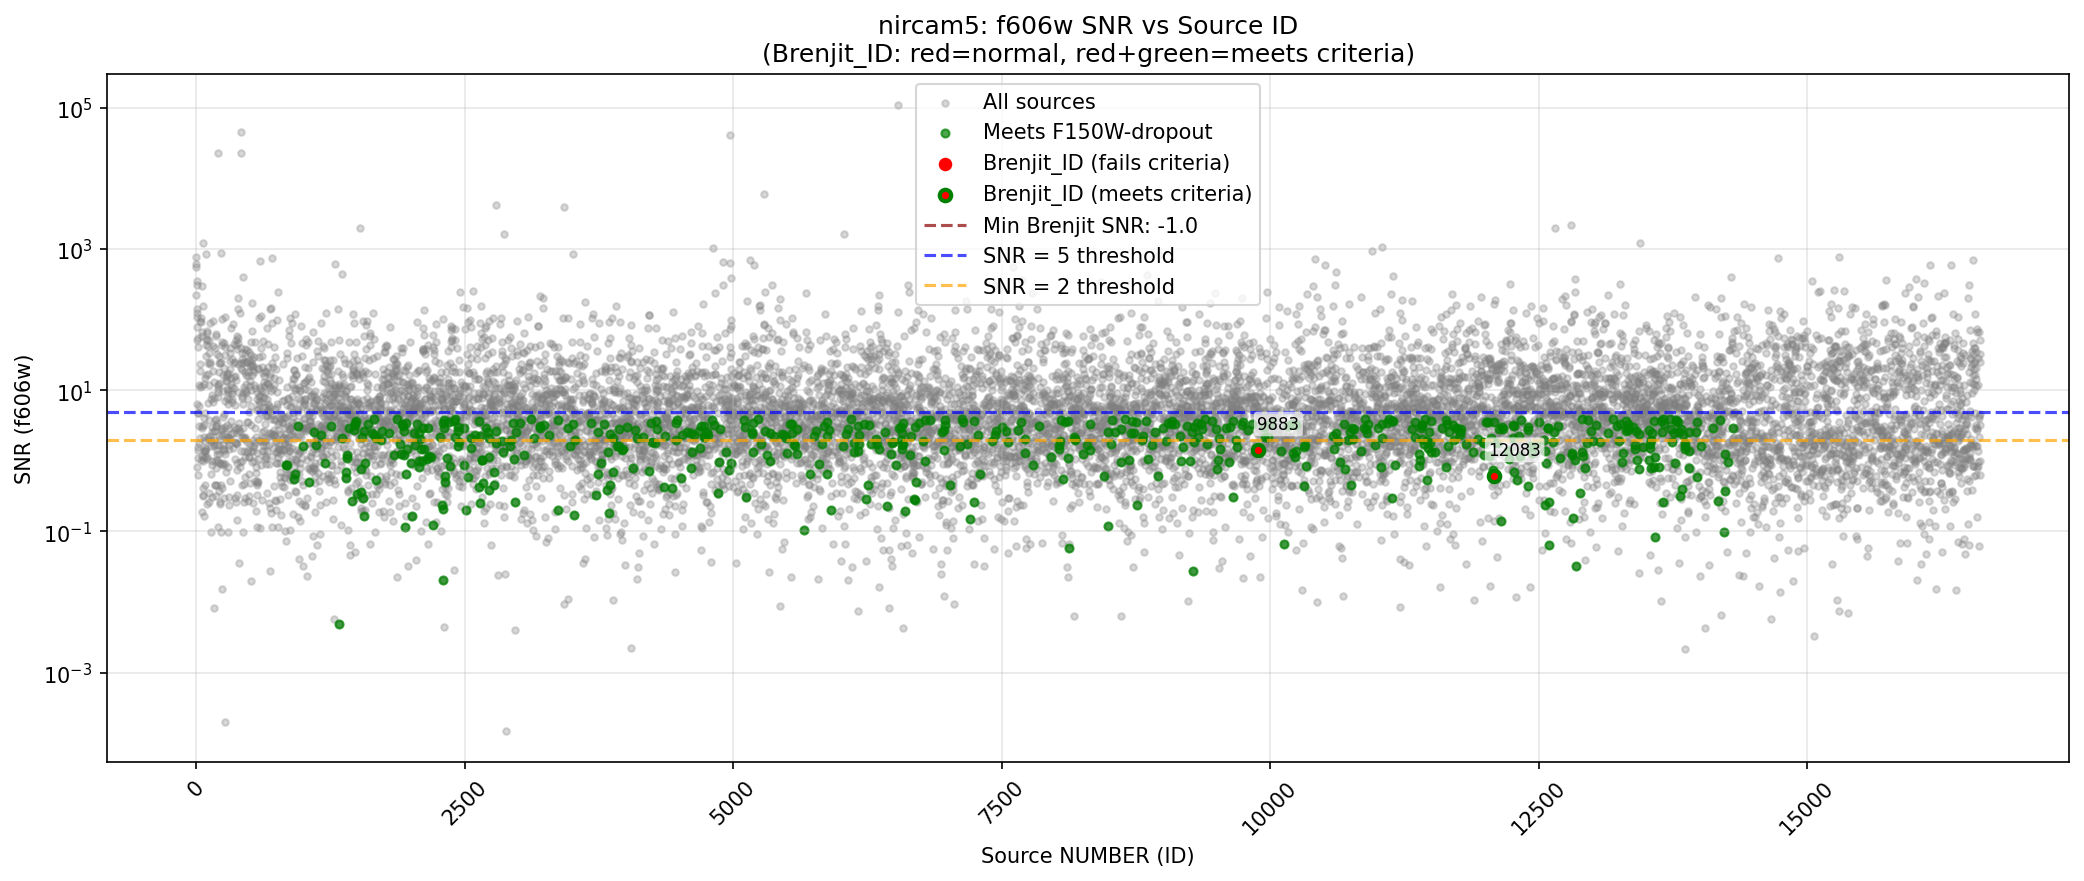 nircam5: f606w SNR vs Source ID
(Brenjit_ID: red=normal, red+green=meets criteria)
SNR (f606w)
10^5
10^3
10^1
10^-1
10^-3
All sources
Meets F150W-dropout
Brenjit_ID (fails criteria)
Brenjit_ID (meets criteria)
Min Brenjit SNR: -1.0
SNR = 5 threshold
SNR = 2 threshold
9883
12083
0
2500
5000
7500
10000
12500
15000
Source NUMBER (ID)